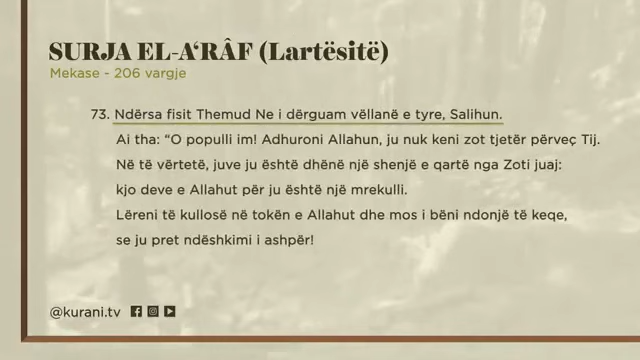 SURJA EL-A‘RÂF (Lartësitë)
Mekase - 206 vargje
73. Ndërsa fisit Themud Ne i dërguam vëllanë e tyre, Salihun.
Ai tha: “O populli im! Adhuroni Allahun, ju nuk keni zot tjetër përveç Tij.
Në të vërtetë, juve ju është dhënë një shenjë e qartë nga Zoti juaj:
kjo deve e Allahut për ju është një mrekulli.
Lëreni të kullosë në tokën e Allahut dhe mos i bëni ndonjë të keqe,
se ju pret ndëshkimi i ashpër!
@kurani.tv